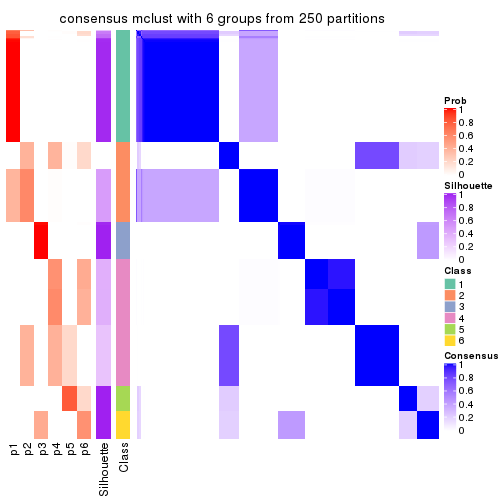 consensus mclust with 6 groups from 250 partitions
Prob
1
0.8
0.6
0.4
0.2
0
Silhouette
1
0.8
0.6
0.4
0.2
0
Class
1
2
3
4
5
6
Consensus
1
0.8
0.6
0.4
0.2
0
p1
p2
p3
p4
p5
p6
Silhouette
Class